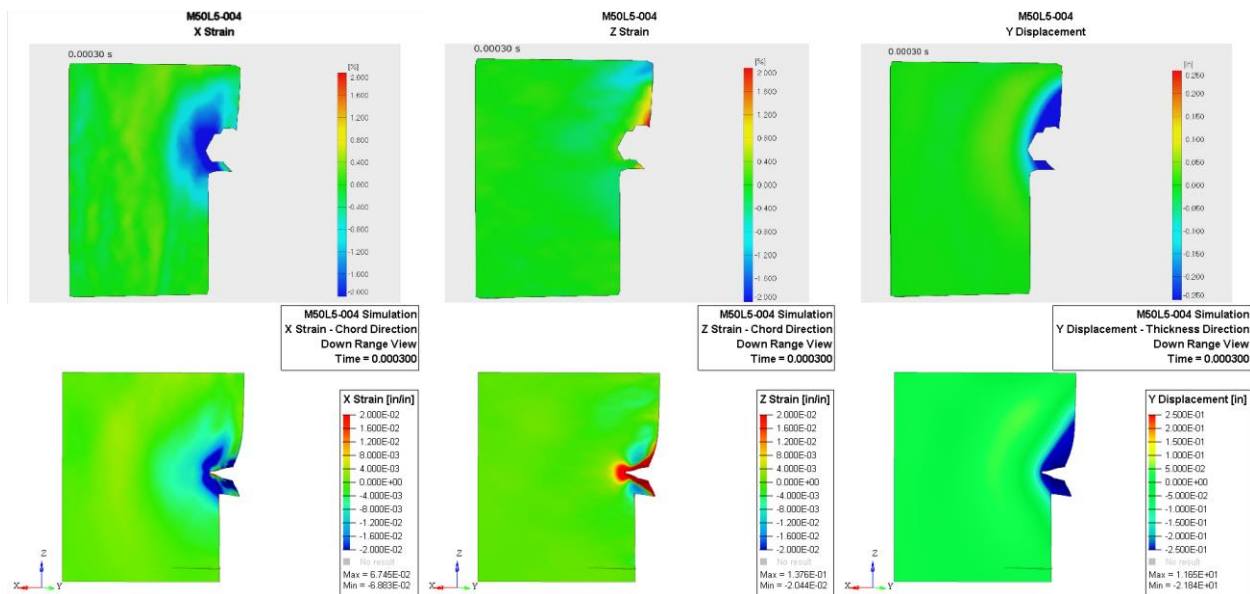 M50L5-004
X Strain
0.00030 s
[%]
2.000
1.600
1.200
0.800
0.400
0.000
-0.400
-0.800
-1.200
-1.600
-2.000
M50L5-004
Z Strain
0.00030 s
[%]
2.000
1.600
1.200
0.800
0.400
0.000
-0.400
-0.800
-1.200
-1.600
-2.000
M50L5-004
Y Displacement
0.00030 s
[in]
0.250
0.200
0.150
0.100
0.050
0.000
-0.050
-0.100
-0.150
-0.200
-0.250
M50L5-004 Simulation
X Strain - Chord Direction
Down Range View
Time = 0.000300
X Strain [in/in]
2.000E-02
1.600E-02
1.200E-02
8.000E-03
4.000E-03
0.000E+00
-4.000E-03
-8.000E-03
-1.200E-02
-1.600E-02
-2.000E-02
No result
Max = 6.745E-02
Min = -6.883E-02
Z
X
Y
M50L5-004 Simulation
Z Strain - Chord Direction
Down Range View
Time = 0.000300
Z Strain [in/in]
2.000E-02
1.600E-02
1.200E-02
8.000E-03
4.000E-03
0.000E+00
-4.000E-03
-8.000E-03
-1.200E-02
-1.600E-02
-2.000E-02
No result
Max = 1.376E-01
Min = -2.044E-02
Z
X
Y
M50L5-004 Simulation
Y Displacement - Thickness Direction
Down Range View
Time = 0.000300
Y Displacement [in]
2.500E-01
2.000E-01
1.500E-01
1.000E-01
5.000E-02
0.000E+00
-5.000E-02
-1.000E-01
-1.500E-01
-2.000E-01
-2.500E-01
No result
Max = 1.165E+01
Min = -2.184E+01
Z
X
Y